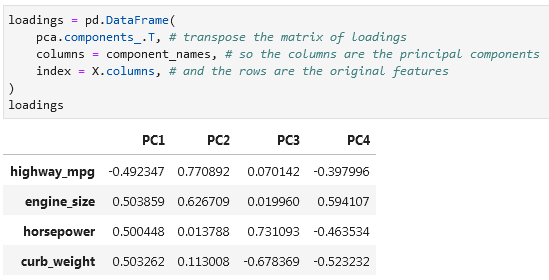 loadings = pd.DataFrame(
    pca.components_.T, # transpose the matrix of loadings
    columns = component_names, # so the columns are the principal components
    index = X.columns, # and the rows are the original features
)
loadings
PC1 PC2 PC3 PC4
highway_mpg -0.492347 0.770892 0.070142 -0.397996
engine_size 0.503859 0.626709 0.019960 0.594107
horsepower 0.500448 0.013788 0.731093 -0.463534
curb_weight 0.503262 0.113008 -0.678369 -0.523232